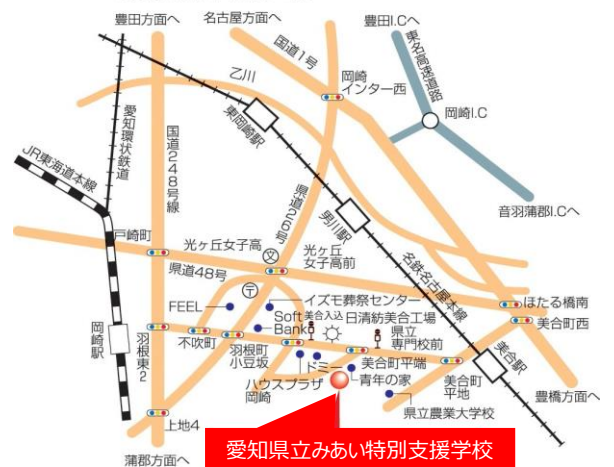 豊田方面へ
名古屋方面へ
豊田I.Cへ
東名高速道路
国道1号
乙川
岡崎
インター西
岡崎I.C
東岡崎駅
愛知環状鉄道
国道248号線
JR東海道本線
県道26号
男川駅
音羽蒲郡I.Cへ
戸崎町
光ヶ丘女子高
光ヶ丘
女子高前
県道48号
名鉄名古屋本線
ほたる橋南
FEEL
イズモ葬祭センター
美合町西
Soft
Bank
美合入込
日清紡美合工場
県立
専門校前
岡崎駅
羽根東2
不吹町
羽根町
小豆坂
ドミー
美合町平端
美合駅
ハウスプラザ
岡崎
青年の家
美合町
平地
豊橋方面へ
県立農業大学校
上地4
愛知県立みあい特別支援学校
蒲郡方面へ